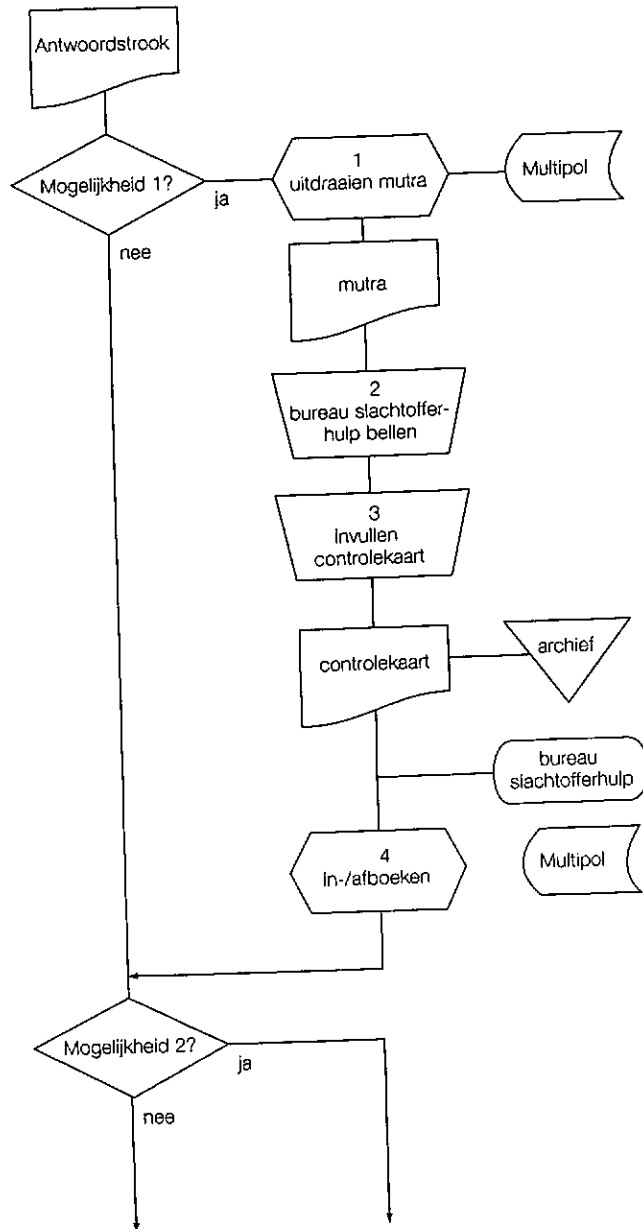 Antwoordstrook
Mogelijkheid 1?
ja
nee
1
uitdraaien mutra
Multipol
mutra
2
bureau slachtoffer-
hulp bellen
3
Invullen
controlekaart
controlekaart
archief
bureau
slachtofferhulp
4
In-/afboeken
Multipol
Mogelijkheid 2?
ja
nee